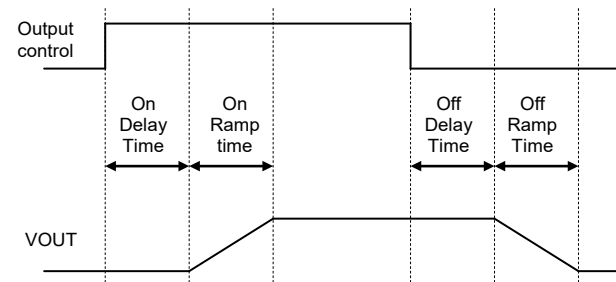 Output
control
On
Delay
Time
On
Ramp
time
Off
Delay
Time
Off
Ramp
Time
VOUT